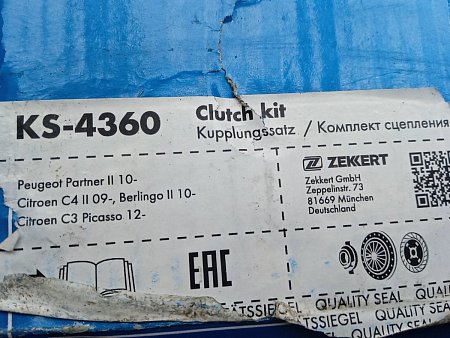 KS-4360
Clutch kit
Kupplungssatz / Комплект сцепления
Peugeot Partner II 10-
Citroen C4 II 09-, Berlingo II 10-
Citroen C3 Picasso 12-
ZEKKERT
Zekkert GmbH
Zeppelinstr. 73
81669 München
Deutschland
EAC
QUALITY SEAL
TSSIEGEL QUALITY SEAL